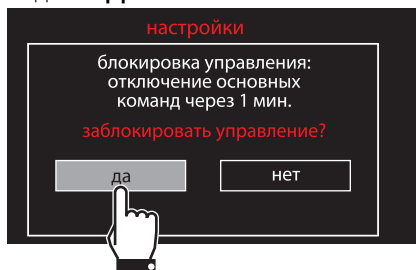 настройки
блокировка управления:
отключение основных
команд через 1 мин.
заблокировать управление?
да
нет